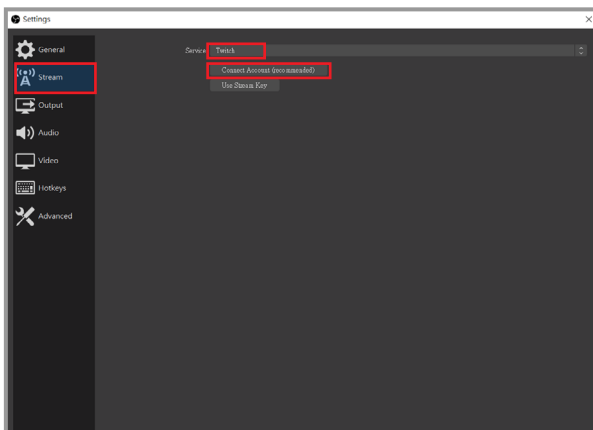 Settings
General
Stream
Output
Audio
Video
Hotkeys
Advanced
Service Twitch
Connect Account (recommended)
Use Stream Key